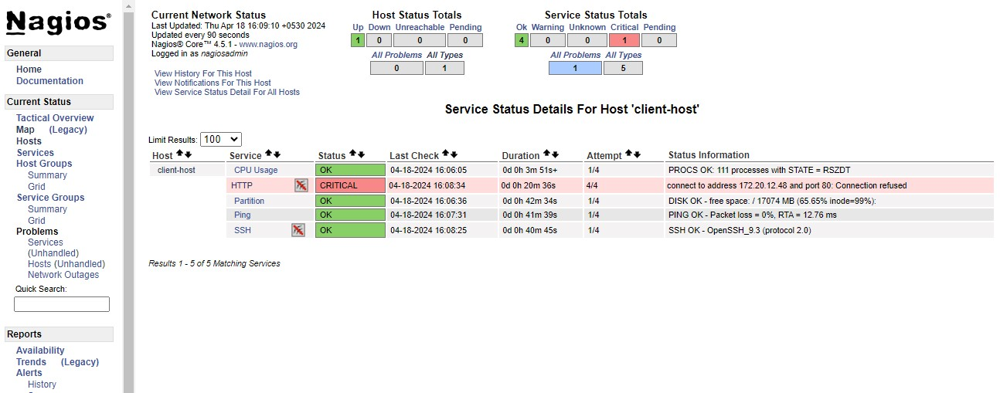 Nagios®
General
Home
Documentation
Current Status
Tactical Overview
Map (Legacy)
Hosts
Services
Host Groups
Summary
Grid
Service Groups
Summary
Grid
Problems
Services
(Unhandled)
Hosts (Unhandled)
Network Outages
Quick Search:
Reports
Availability
Trends (Legacy)
Alerts
History
Current Network Status
Last Updated: Thu Apr 18 16:09:10 +0530 2024
Updated every 90 seconds
Nagios® Core™ 4.5.1 - www.nagios.org
Logged in as nagiosadmin
View History For This Host
View Notifications For This Host
View Service Status Detail For All Hosts
Host Status Totals
Up Down Unreachable Pending
1 0 0 0
All Problems All Types
0 1
Service Status Totals
Ok Warning Unknown Critical Pending
4 0 0 1 0
All Problems All Types
1 5
Service Status Details For Host 'client-host'
Limit Results: 100
Host Service Status Last Check Duration Attempt Status Information
client-host CPU Usage OK 04-18-2024 16:06:05 0d 0h 3m 51s+ 1/4 PROCS OK: 111 processes with STATE = RSZDT
HTTP CRITICAL 04-18-2024 16:08:34 0d 0h 20m 36s 4/4 connect to address 172.20.12.48 and port 80: Connection refused
Partition OK 04-18-2024 16:06:36 0d 0h 42m 34s 1/4 DISK OK - free space: / 17074 MB (65.65% inode=99%):
Ping OK 04-18-2024 16:07:31 0d 0h 41m 39s 1/4 PING OK - Packet loss = 0%, RTA = 12.76 ms
SSH OK 04-18-2024 16:08:25 0d 0h 40m 45s 1/4 SSH OK - OpenSSH_9.3 (protocol 2.0)
Results 1 - 5 of 5 Matching Services